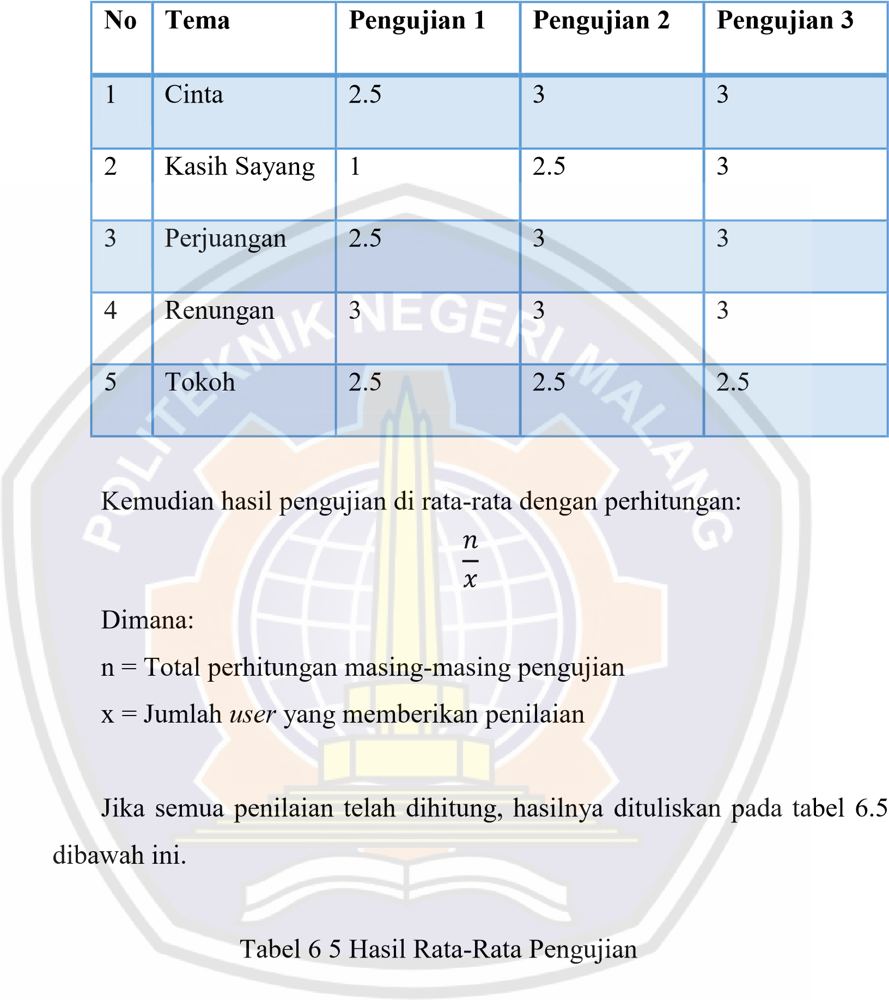 No Tema Pengujian 1 Pengujian 2 Pengujian 3
1 Cinta 2.5 3 3
2 Kasih Sayang 1 2.5 3
3 Perjuangan 2.5 3 3
4 Renungan 3 3 3
5 Tokoh 2.5 2.5 2.5
POLITEKNIK NEGERI MALANG
Kemudian hasil pengujian di rata-rata dengan perhitungan:
n
x
Dimana:
n = Total perhitungan masing-masing pengujian
x = Jumlah user yang memberikan penilaian
Jika semua penilaian telah dihitung, hasilnya dituliskan pada tabel 6.5
dibawah ini.
Tabel 6 5 Hasil Rata-Rata Pengujian